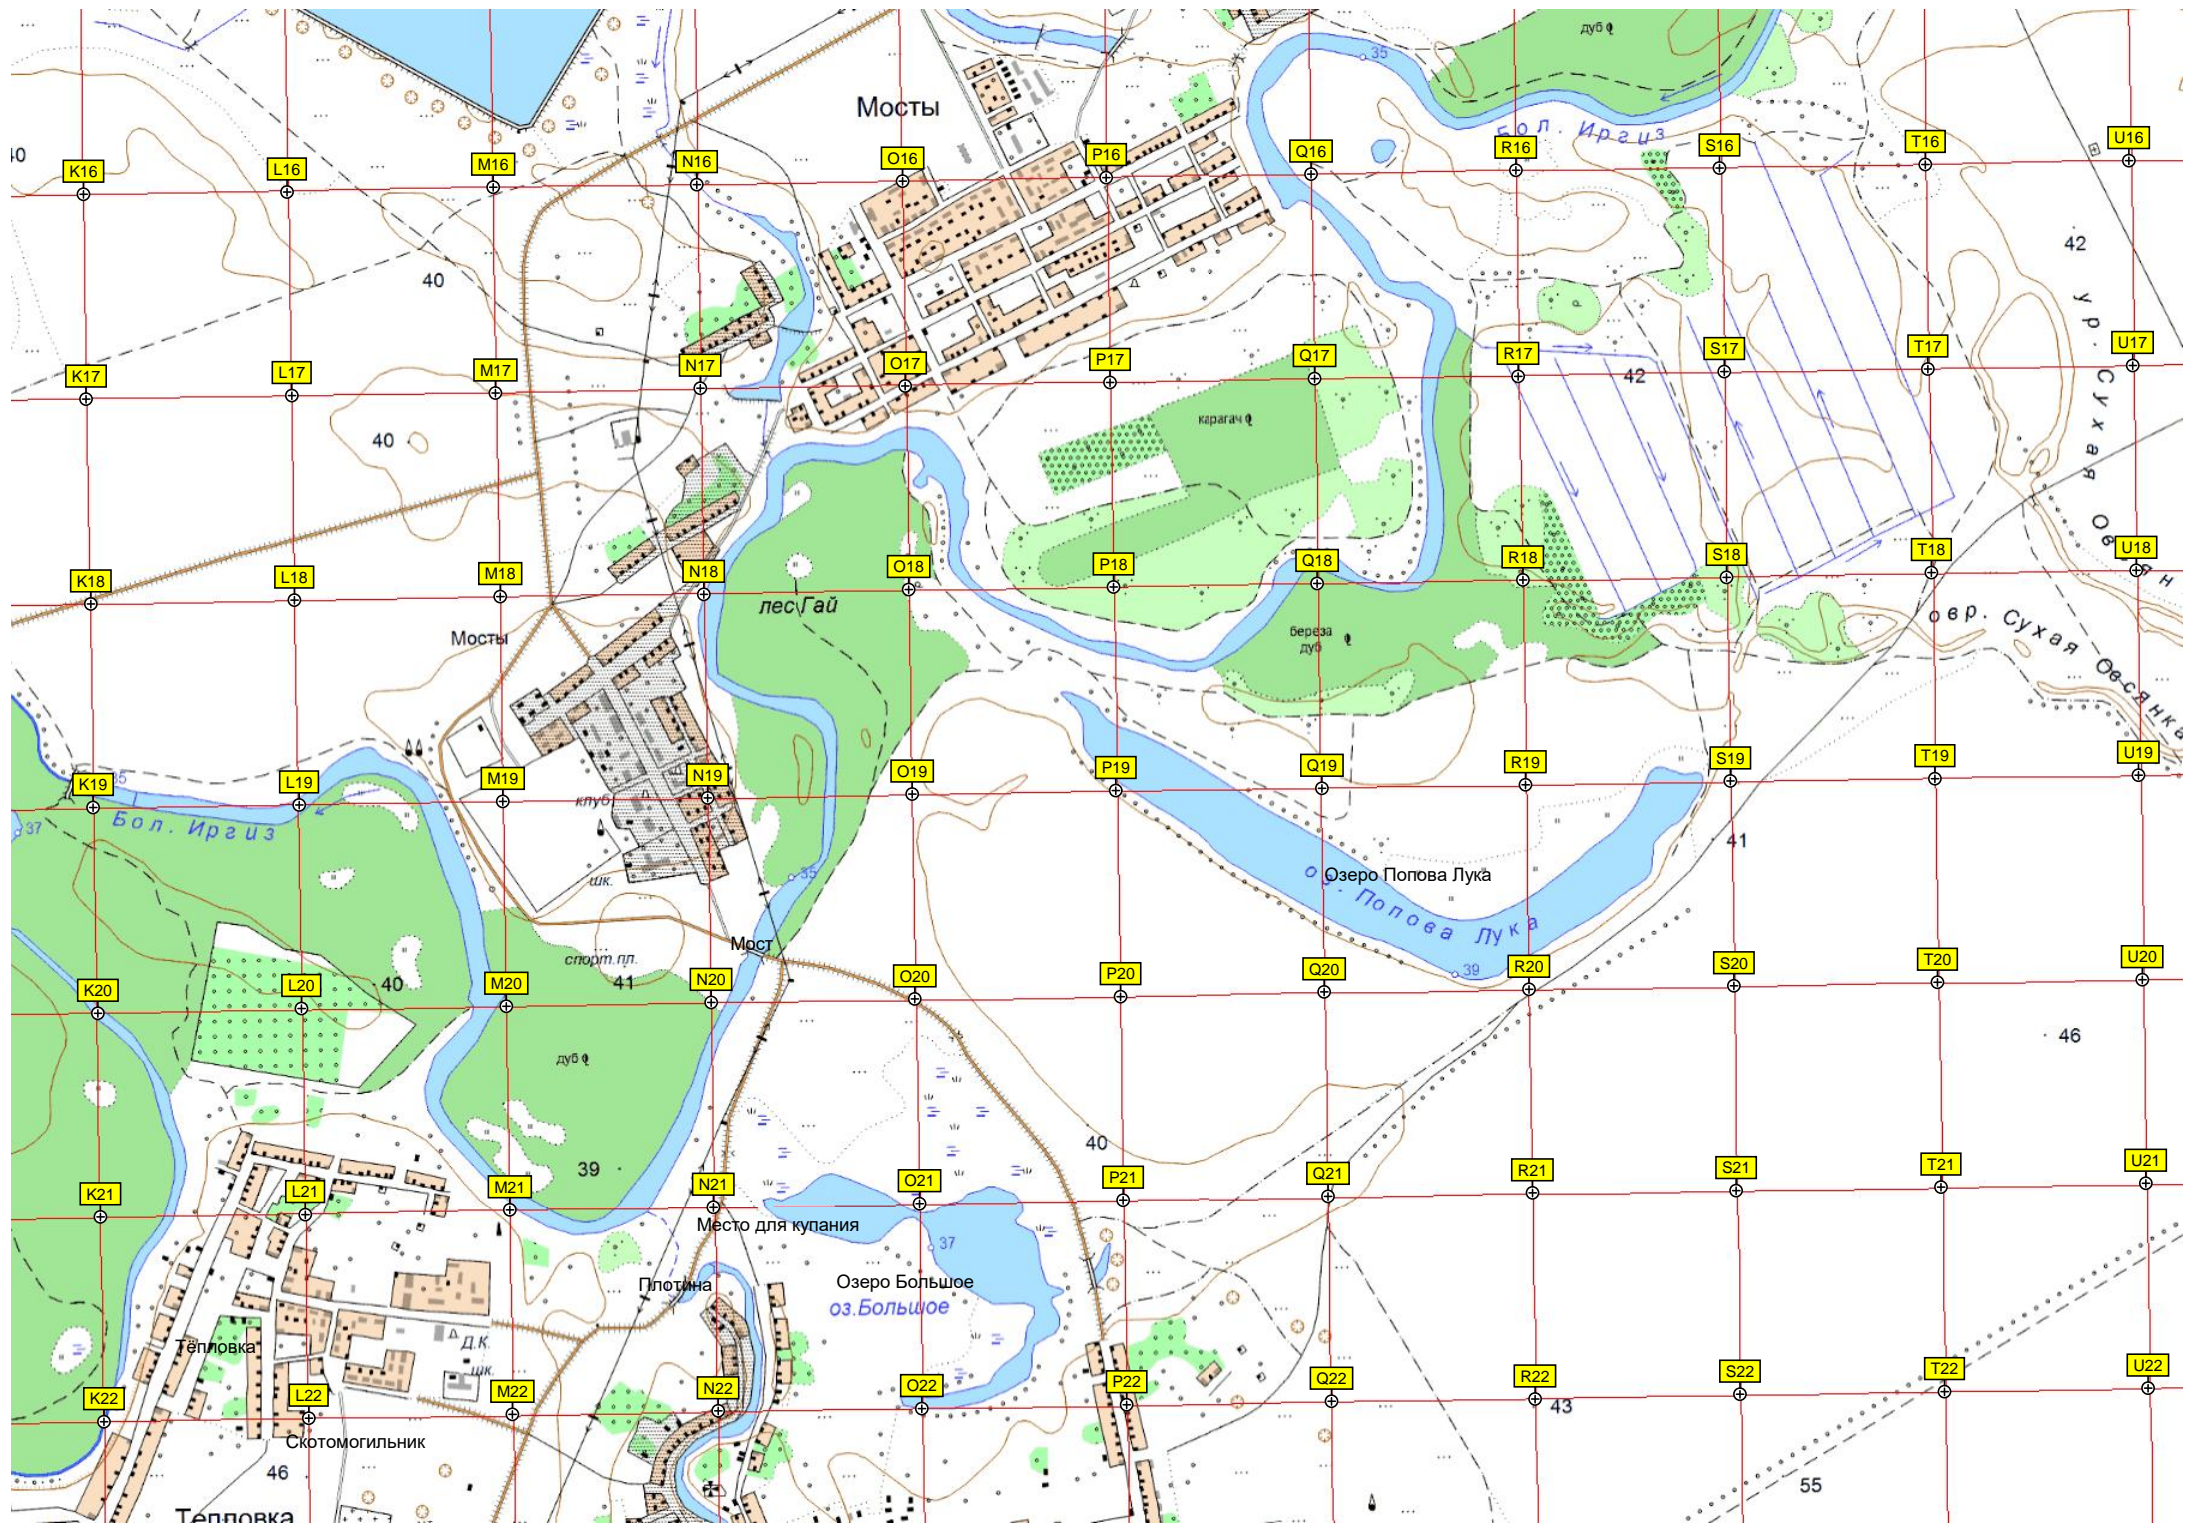 дуб
35
Мосты
Бол. Иргиз
40
K16
L16
M16
N16
O16
P16
Q16
R16
S16
T16
U16
42
40
ур. Сухая Овсян
K17
L17
M17
N17
O17
P17
Q17
R17
S17
T17
U17
42
40
карагач
K18
L18
M18
N18
O18
P18
Q18
R18
S18
T18
U18
лес Гай
Мосты
береза
дуб
овр. Сухая Овсянка
K19
L19
M19
N19
O19
P19
Q19
R19
S19
T19
U19
35
клуб
37
Бол. Иргиз
41
шк.
35
Озеро Попова Лука
оз. Попова Лука
Мост
спорт.пл.
41
40
39
K20
L20
M20
N20
O20
P20
Q20
R20
S20
T20
U20
46
дуб
40
39
K21
L21
M21
N21
O21
P21
Q21
R21
S21
T21
U21
Место для купания
37
Плотина
Озеро Большое
оз.Большое
Тёпловка
Д.К.
шк.
K22
L22
M22
N22
O22
P22
Q22
R22
S22
T22
U22
43
Скотомогильник
46
55
Тепловка